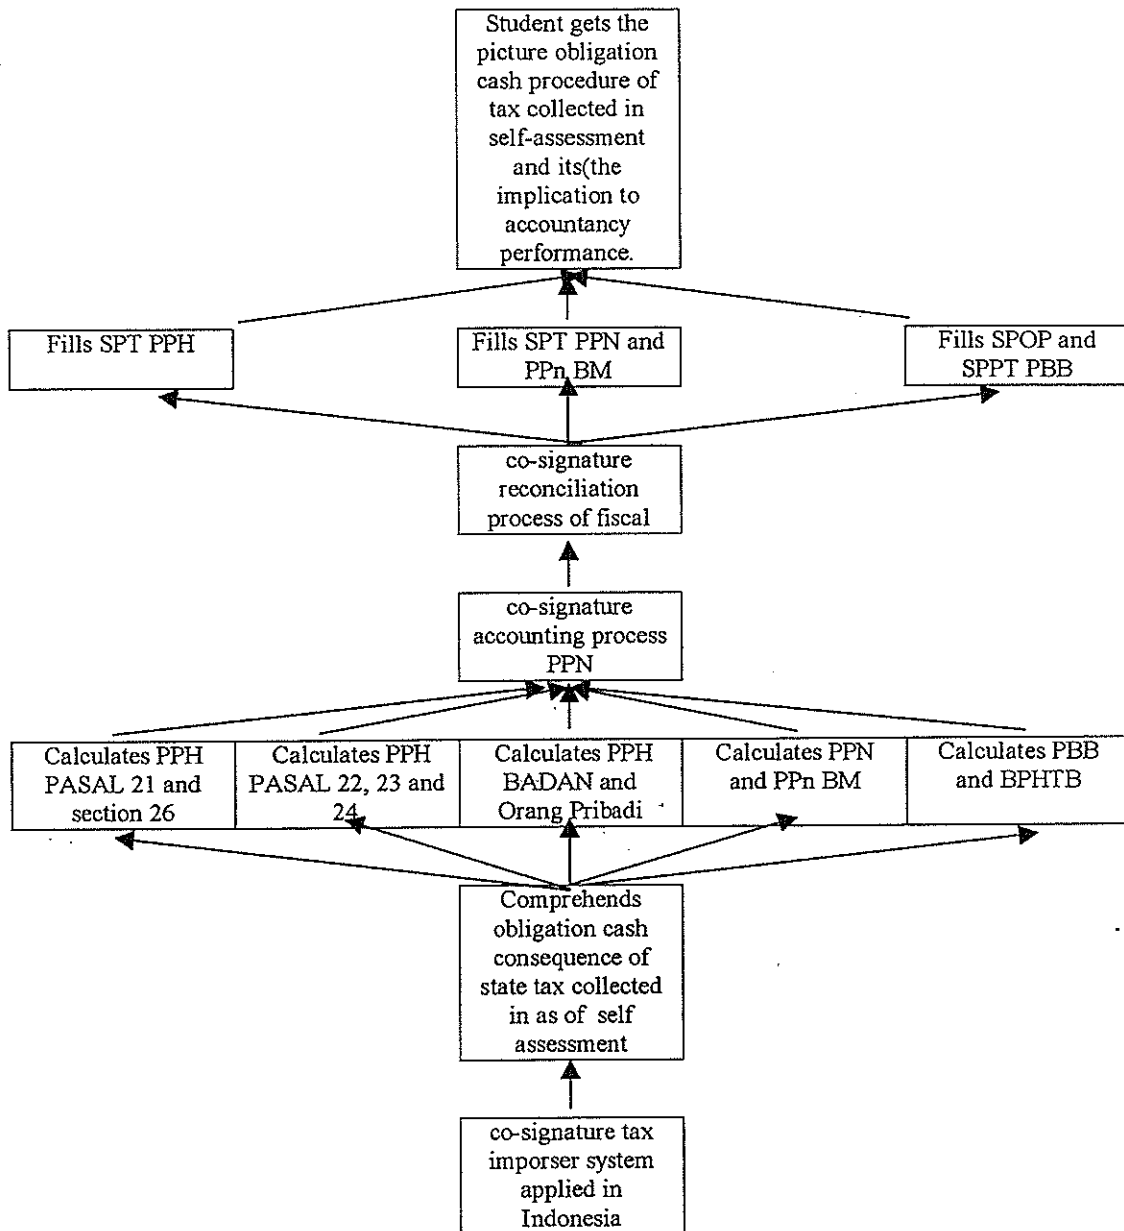 Student gets the
picture obligation
cash procedure of
tax collected in
self-assessment
and its(the
implication to
accountancy
performance.
Fills SPT PPH
Fills SPT PPN and
PPn BM
Fills SPOP and
SPPT PBB
co-signature
reconciliation
process of fiscal
co-signature
accounting process
PPN
Calculates PPH
PASAL 21 and
section 26
Calculates PPH
PASAL 22, 23 and
24
Calculates PPH
BADAN and
Orang Pribadi
Calculates PPN
and PPn BM
Calculates PBB
and BPHTB
Comprehends
obligation cash
consequence of
state tax collected
in as of self
assessment
co-signature tax
imporser system
applied in
Indonesia